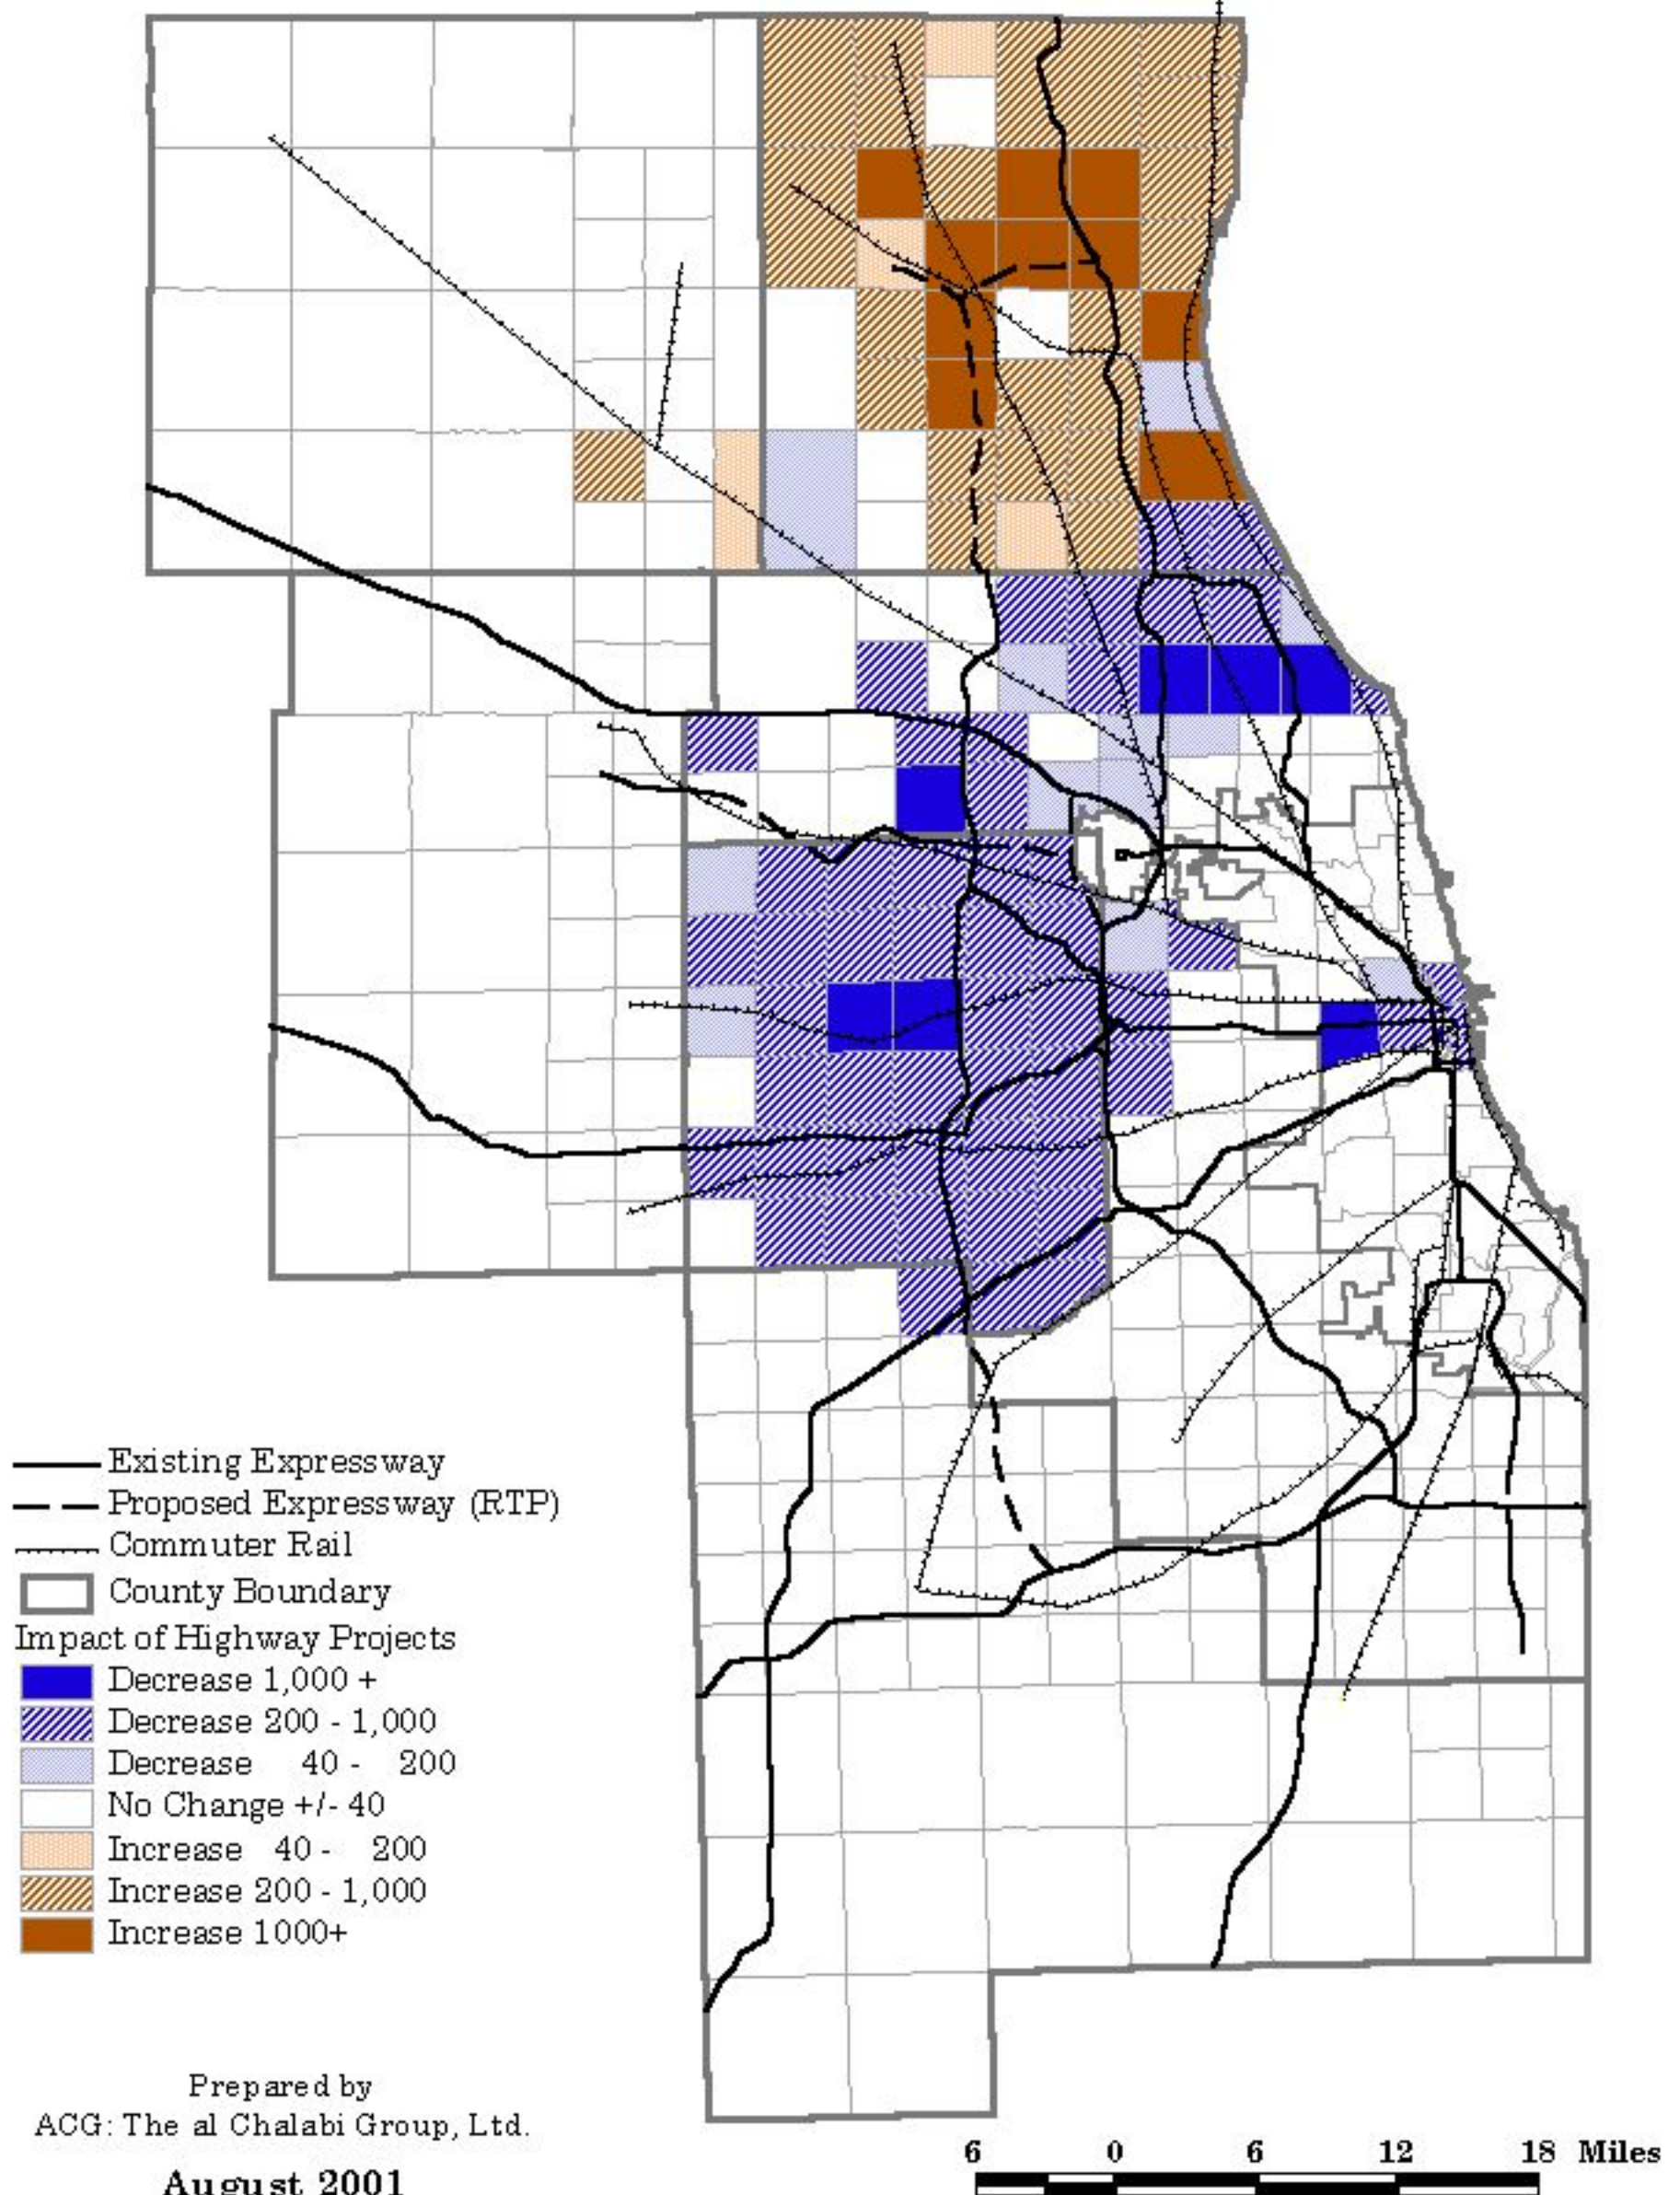 Existing Expressway
Proposed Expressway (RTP)
Commuter Rail
County Boundary
Impact of Highway Projects
Decrease 1,000 +
Decrease 200 - 1,000
Decrease 40 - 200
No Change +/- 40
Increase 40 - 200
Increase 200 - 1,000
Increase 1000+
Prepared by
ACG: The al Chalabi Group, Ltd.
August 2001
6 0 6 12 18 Miles